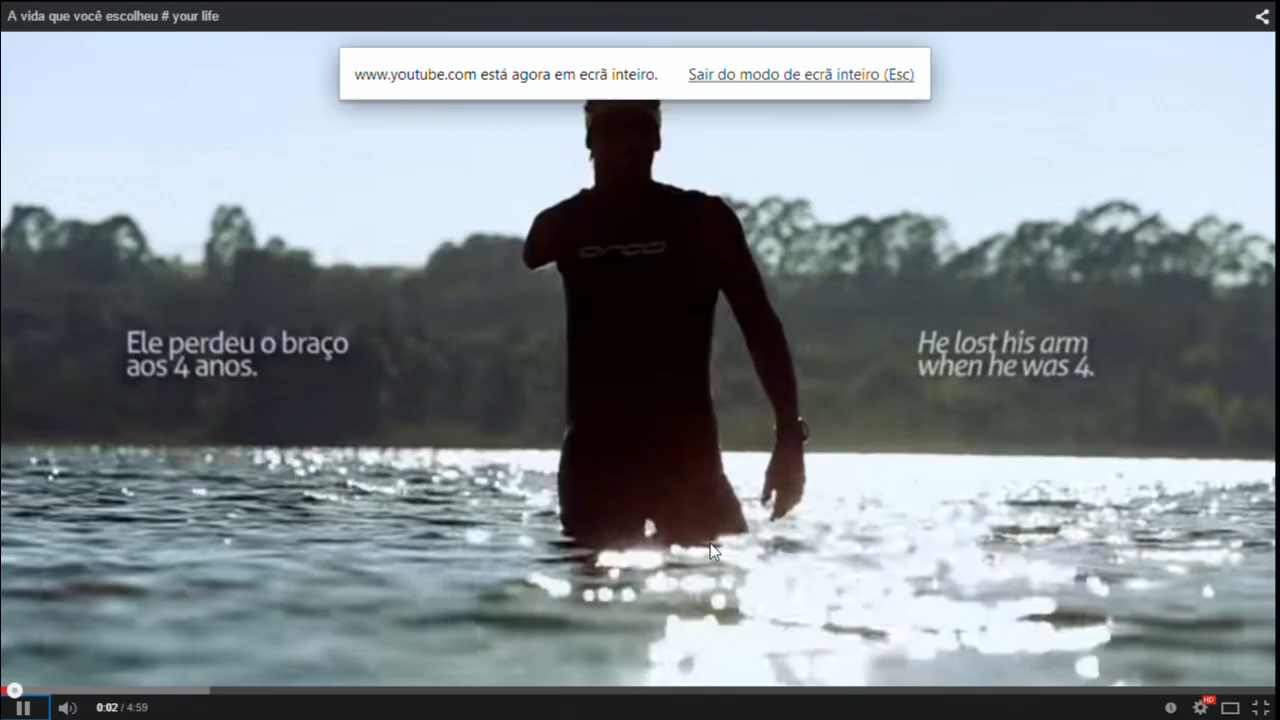 A vida que você escolheu # your life
www.youtube.com está agora em ecrã inteiro. Sair do modo de ecrã inteiro (Esc)
orca
Ele perdeu o braço
aos 4 anos.
He lost his arm
when he was 4.
0:02 / 4:59
HD